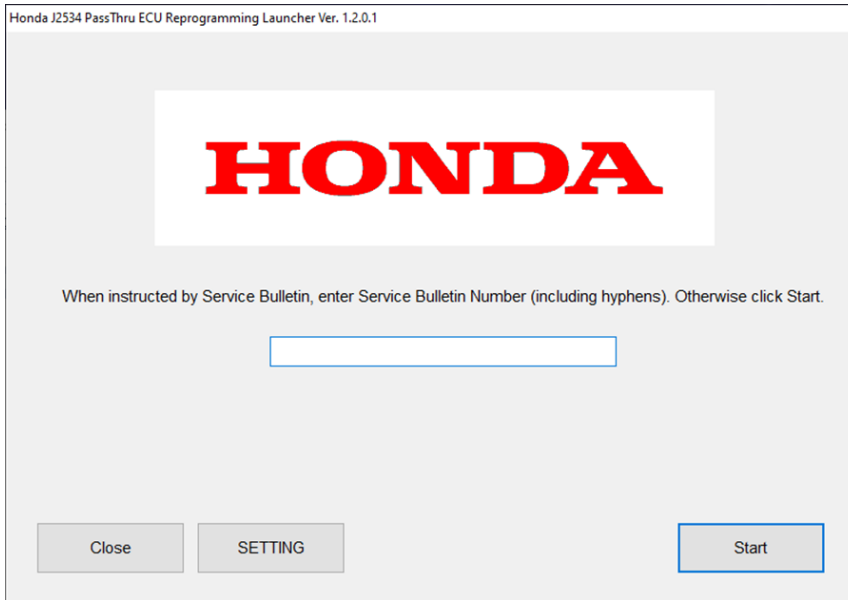 Honda J2534 PassThru ECU Reprogramming Launcher Ver. 1.2.0.1
HONDA
When instructed by Service Bulletin, enter Service Bulletin Number (including hyphens). Otherwise click Start.
Close SETTING Start